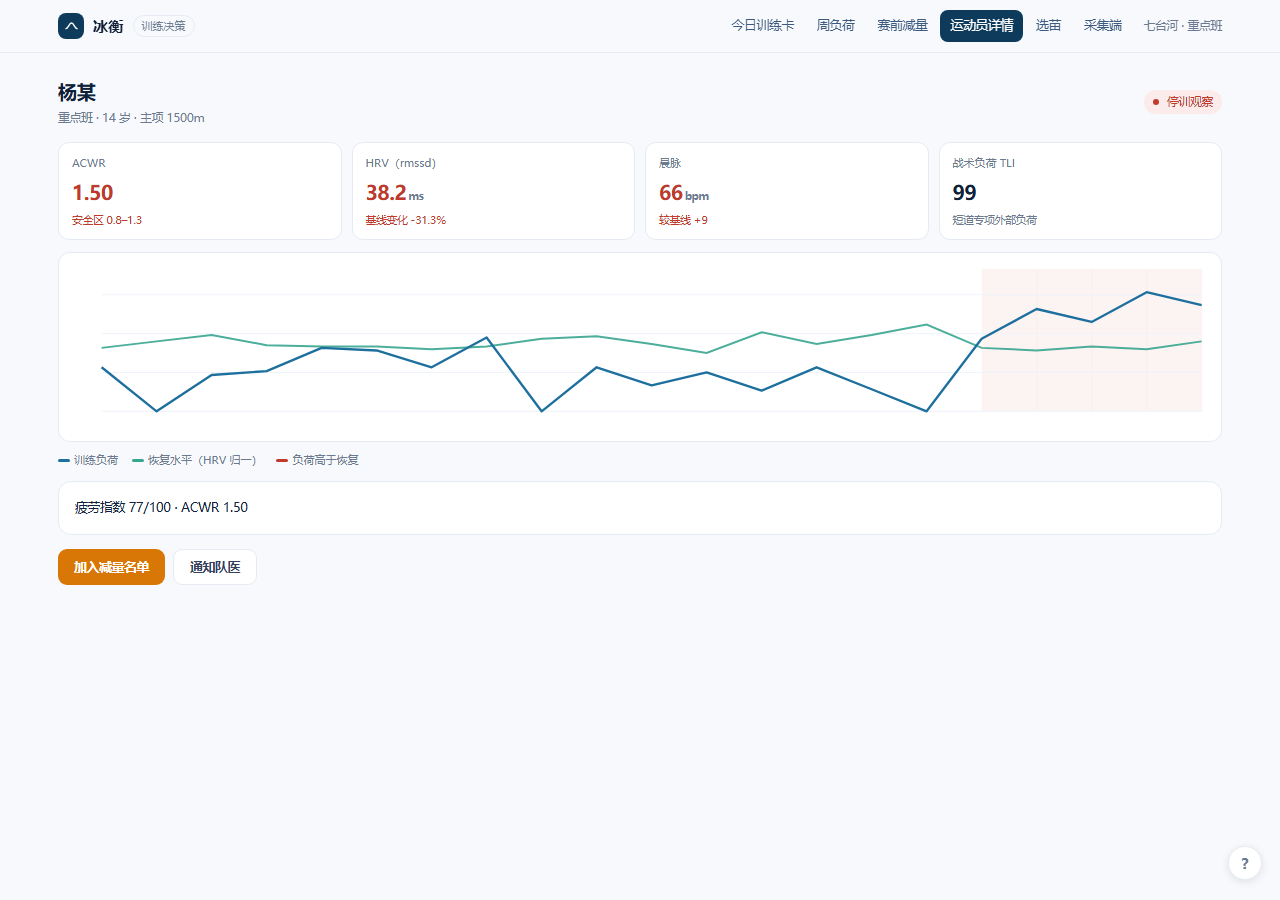 冰衡 训练决策 今日训练卡 周负荷 赛前减量 运动员详情 选苗 采集端 七台河 · 重点班
杨某
重点班 · 14 岁 · 主项 1500m
停训观察
ACWR
1.50
安全区 0.8–1.3
HRV（rmssd）
38.2 ms
基线变化 -31.3%
晨脉
66 bpm
较基线 +9
战术负荷 TLI
99
短道专项外部负荷
训练负荷 恢复水平（HRV 归一） 负荷高于恢复
疲劳指数 77/100 · ACWR 1.50
加入减量名单 通知队医
?